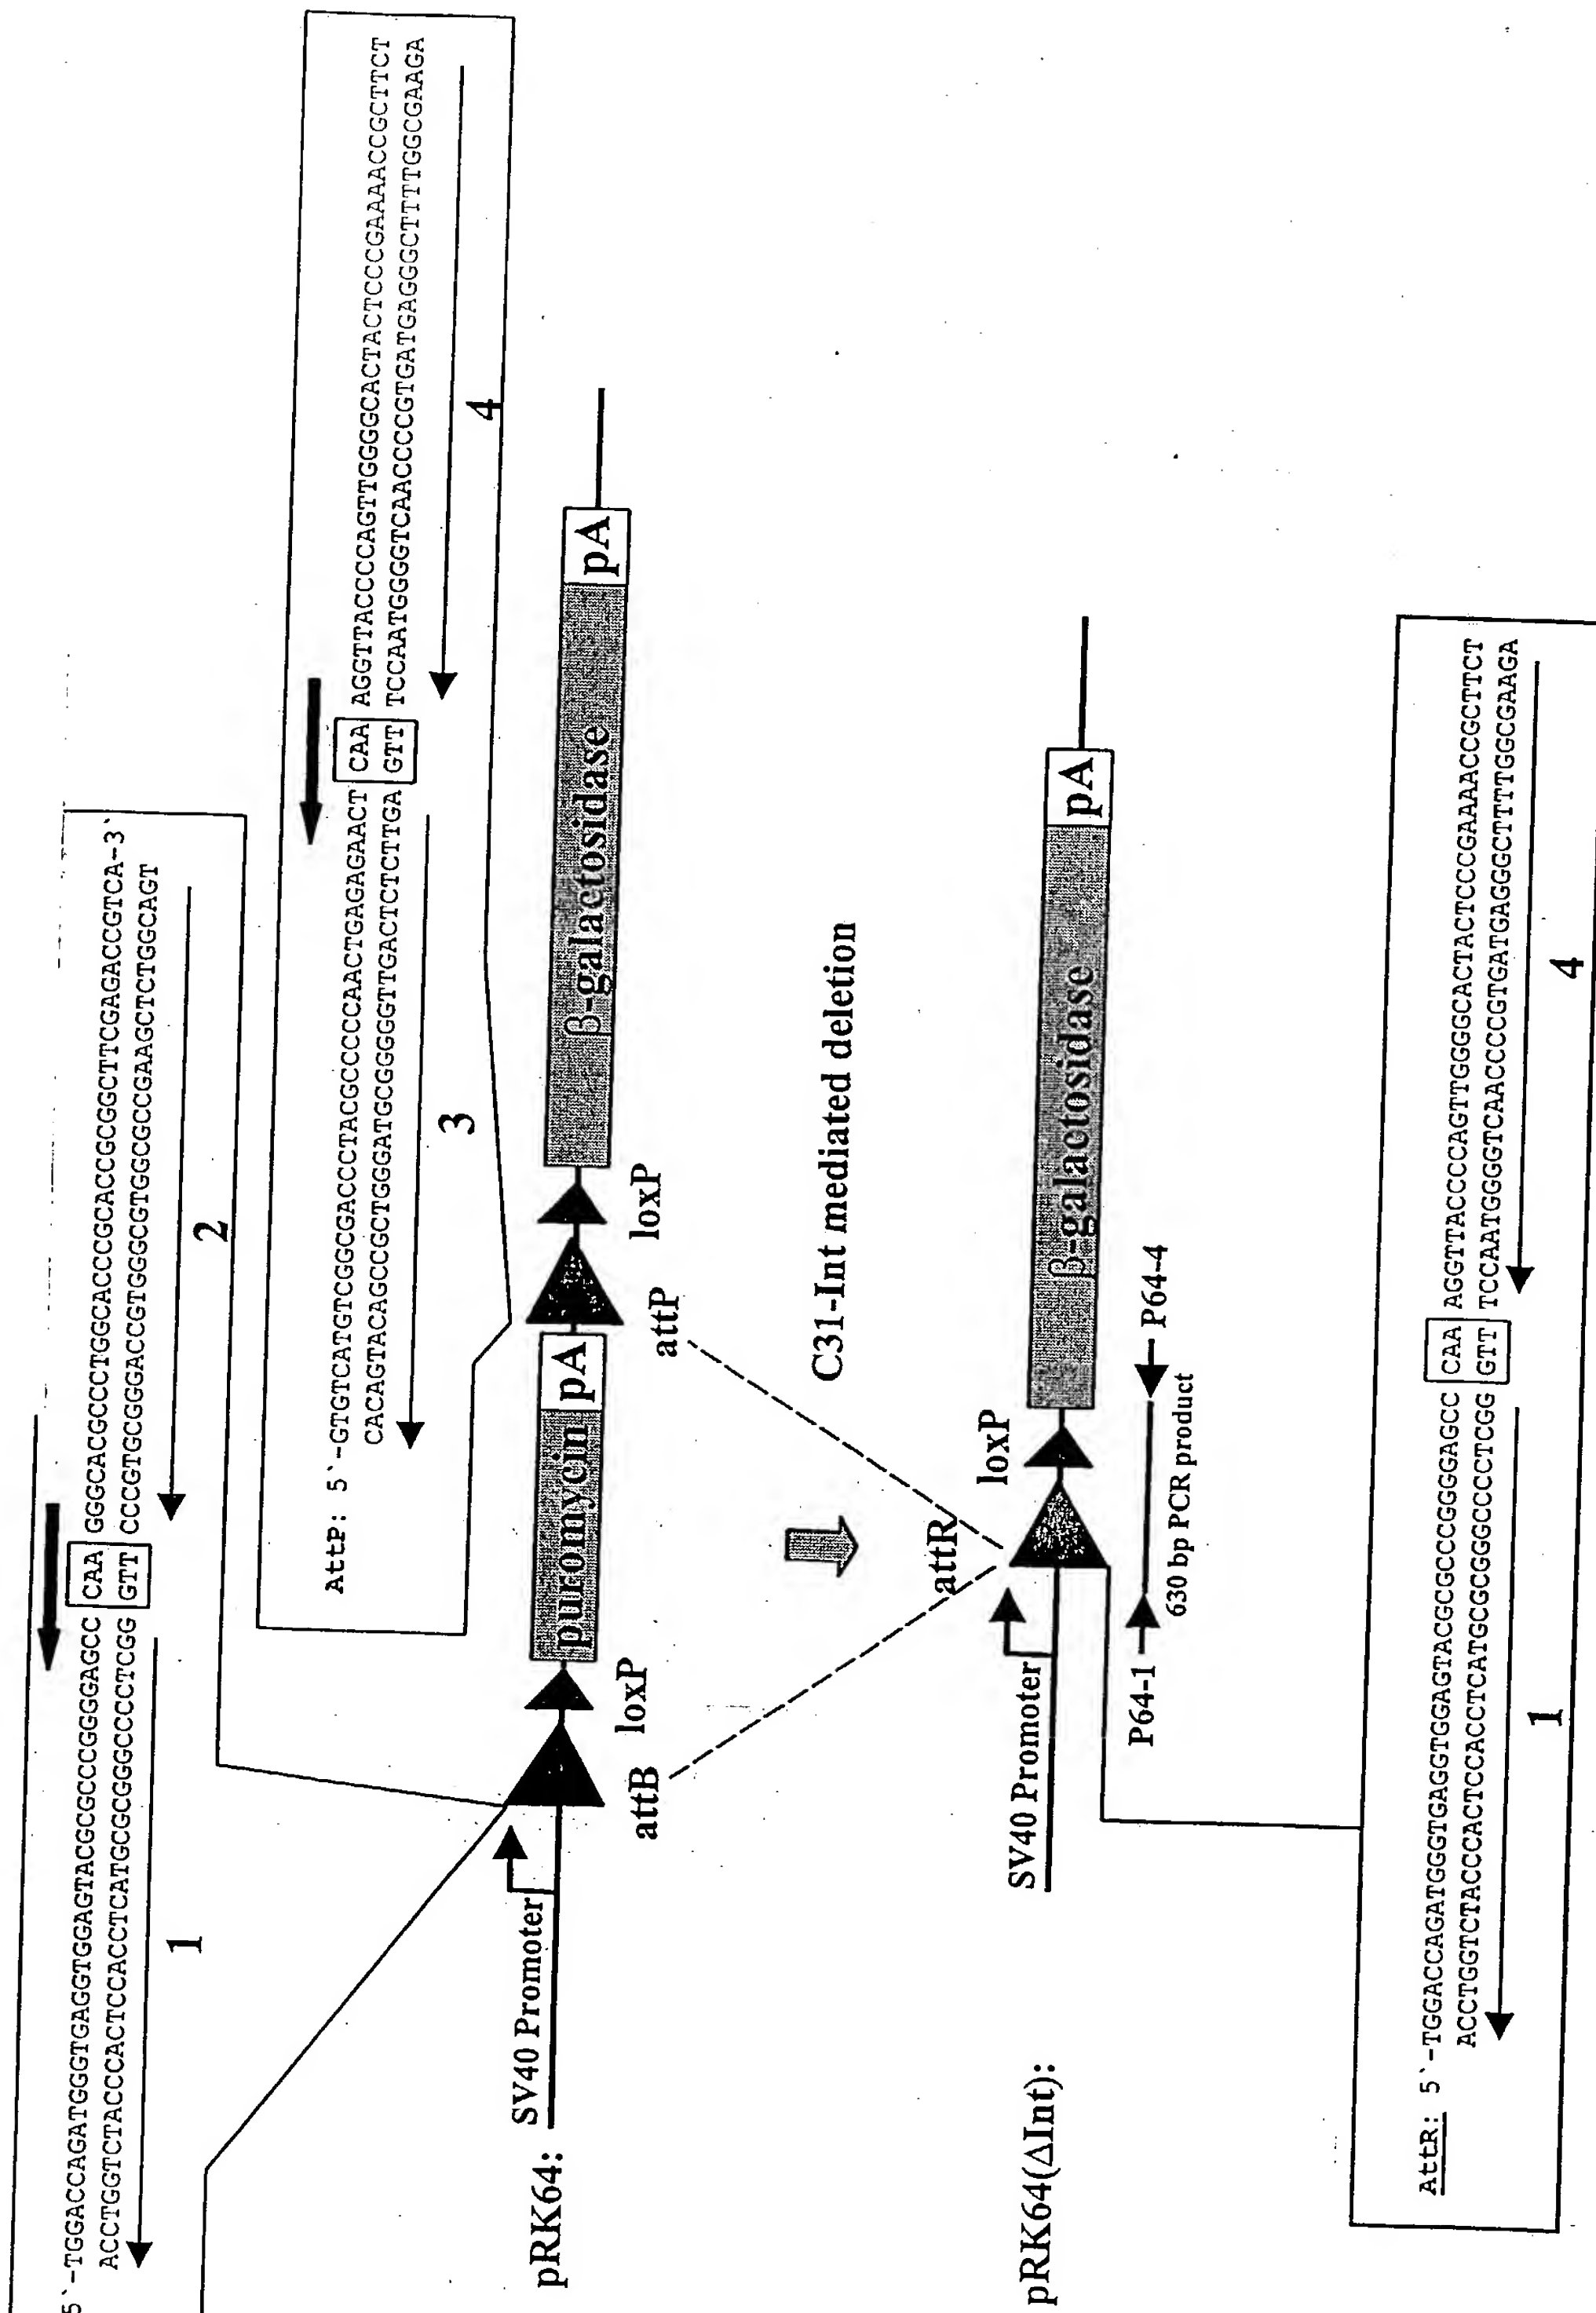 5`-TGGACCAGATGGGTGAGGTGGAGTACGCGCCCGGGGAGCC CAA GGGCACGCCCTGGCACCCGCACCGCGGCTTCGAGACCGTCA-3`
ACCTGGTCTACCCACTCCACCTCATGCGCGGGCCCCTCGG GTT CCCGTGCGGGACCGTGGGCGTGGCGCCGAAGCTCTGGCAGT
1
2
AttP: 5`-GTGTCATGTCGGCGACCCTACGCCCCCAACTGAGAGAACT CAA AGGTTACCCCAGTTGGGGCACTACTCCCGAAAACCGCTTCT
CACAGTACAGCCGCTGGGATGCGGGGGTTGACTCTCTTGA GTT TCCAATGGGGTCAACCCCGTGATGAGGGCTTTTGGCGAAGA
3
4
pRK64:
SV40 Promoter
puromycin
pA
β-galactosidase
pA
attB
loxP
attP
loxP
C31-Int mediated deletion
pRK64(ΔInt):
attR
loxP
SV40 Promoter
β-galactosidase
pA
P64-1
P64-4
630 bp PCR product
AttR: 5`-TGGACCAGATGGGTGAGGTGGAGTACGCGCCCGGGGAGCC CAA AGGTTACCCCAGTTGGGGCACTACTCCCGAAAACCGCTTCT
ACCTGGTCTACCCACTCCACCTCATGCGCGGGCCCCTCGG GTT TCCAATGGGGTCAACCCCGTGATGAGGGCTTTTGGCGAAGA
1
4